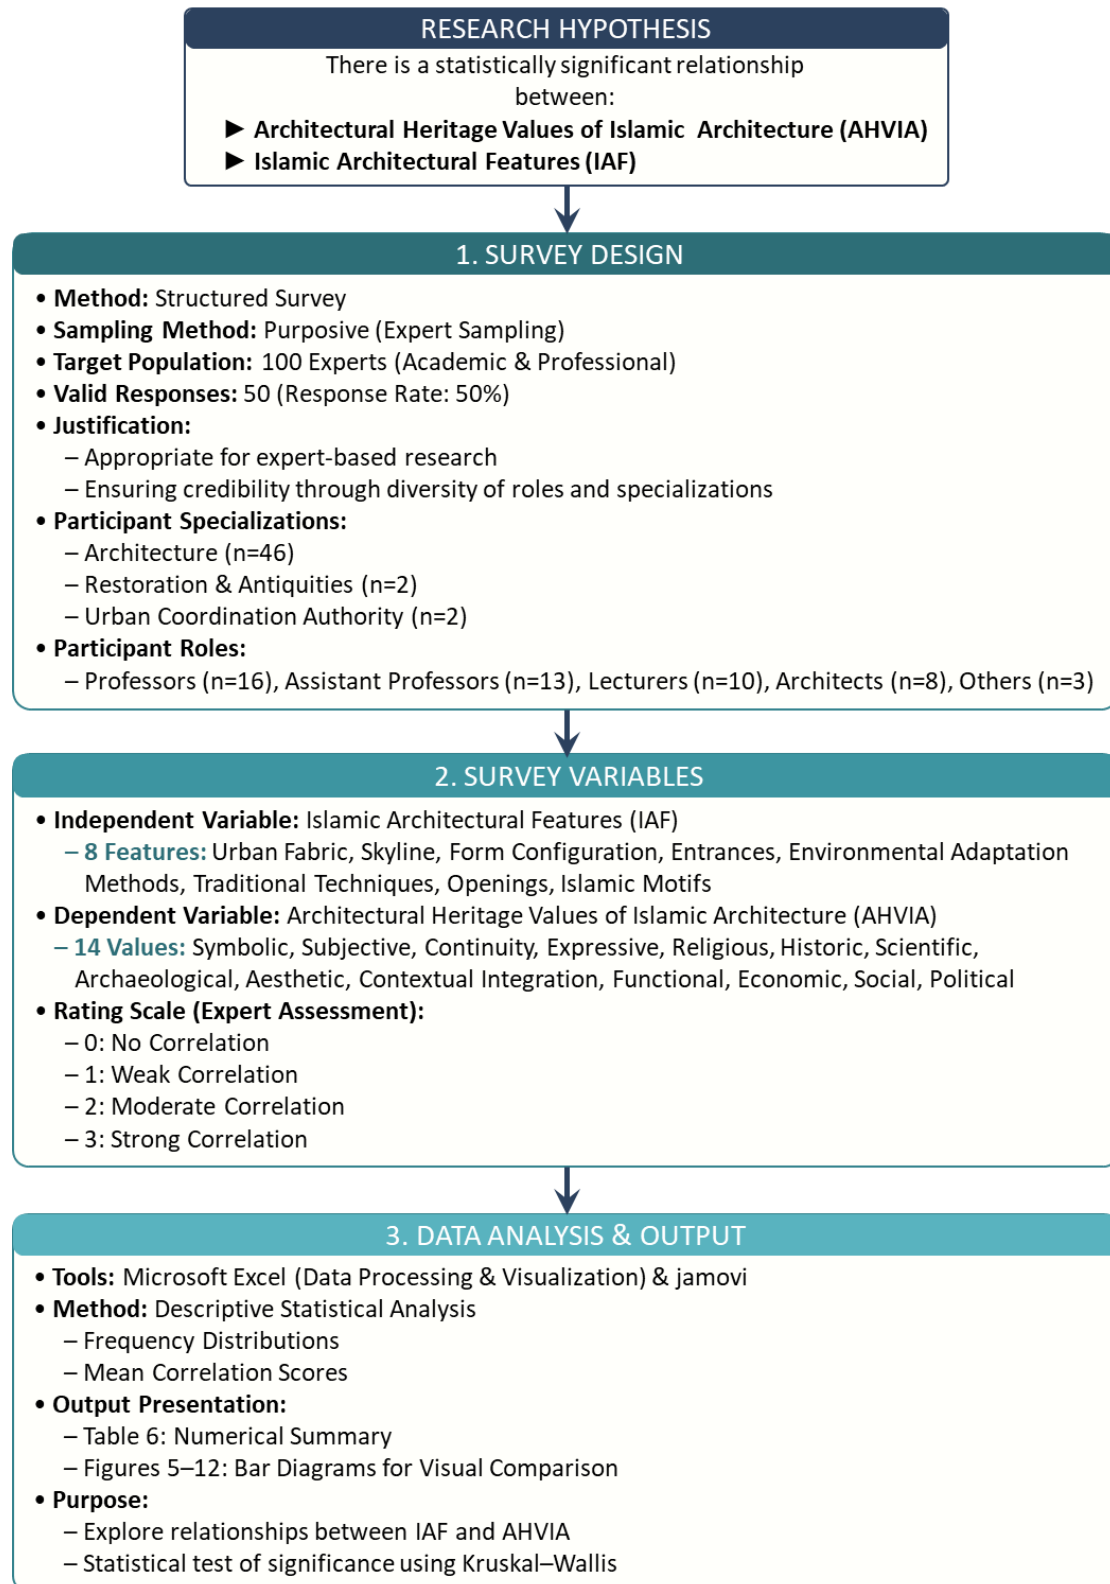 RESEARCH HYPOTHESIS
There is a statistically significant relationship
between:
► Architectural Heritage Values of Islamic Architecture (AHVIA)
► Islamic Architectural Features (IAF)
1. SURVEY DESIGN
• Method: Structured Survey
• Sampling Method: Purposive (Expert Sampling)
• Target Population: 100 Experts (Academic & Professional)
• Valid Responses: 50 (Response Rate: 50%)
• Justification:
– Appropriate for expert-based research
– Ensuring credibility through diversity of roles and specializations
• Participant Specializations:
– Architecture (n=46)
– Restoration & Antiquities (n=2)
– Urban Coordination Authority (n=2)
• Participant Roles:
– Professors (n=16), Assistant Professors (n=13), Lecturers (n=10), Architects (n=8), Others (n=3)
2. SURVEY VARIABLES
• Independent Variable: Islamic Architectural Features (IAF)
– 8 Features: Urban Fabric, Skyline, Form Configuration, Entrances, Environmental Adaptation
Methods, Traditional Techniques, Openings, Islamic Motifs
• Dependent Variable: Architectural Heritage Values of Islamic Architecture (AHVIA)
– 14 Values: Symbolic, Subjective, Continuity, Expressive, Religious, Historic, Scientific,
Archaeological, Aesthetic, Contextual Integration, Functional, Economic, Social, Political
• Rating Scale (Expert Assessment):
– 0: No Correlation
– 1: Weak Correlation
– 2: Moderate Correlation
– 3: Strong Correlation
3. DATA ANALYSIS & OUTPUT
• Tools: Microsoft Excel (Data Processing & Visualization) & jamovi
• Method: Descriptive Statistical Analysis
– Frequency Distributions
– Mean Correlation Scores
• Output Presentation:
– Table 6: Numerical Summary
– Figures 5–12: Bar Diagrams for Visual Comparison
• Purpose:
– Explore relationships between IAF and AHVIA
– Statistical test of significance using Kruskal–Wallis